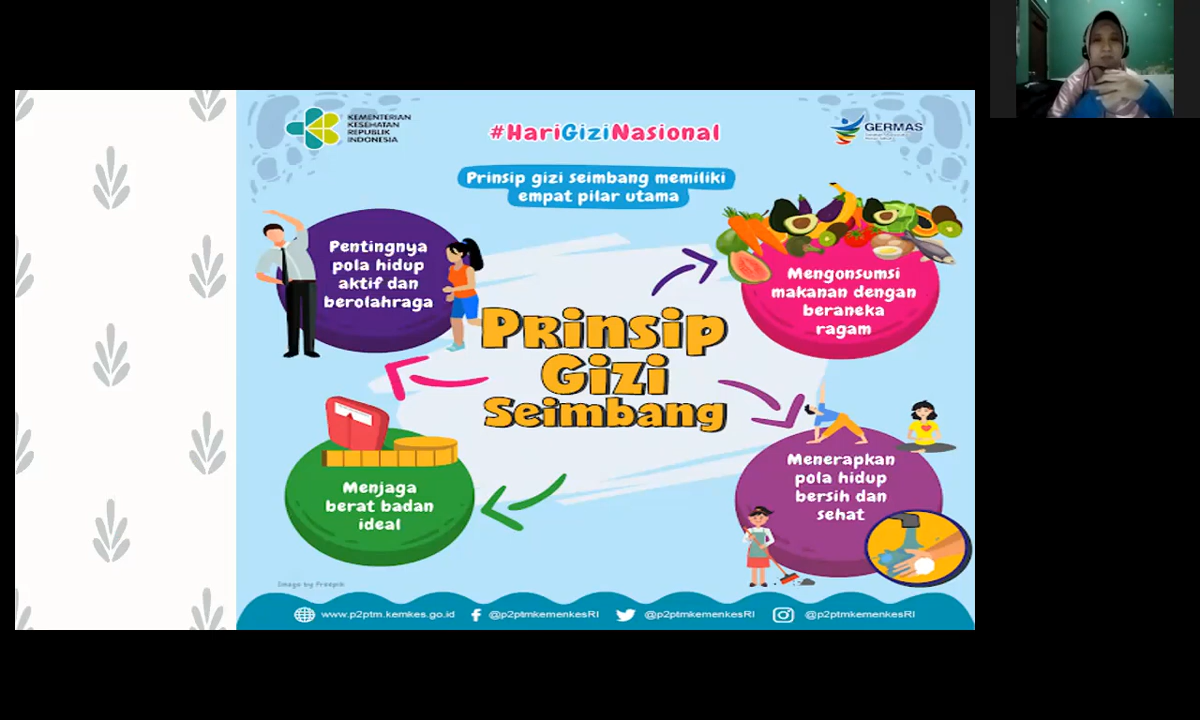 KEMENTERIAN
KESEHATAN
REPUBLIK
INDONESIA
#HariGiziNasional
GERMAS
Prinsip gizi seimbang memiliki
empat pilar utama
Pentingnya
pola hidup
aktif dan
berolahraga
Mengonsumsi
makanan dengan
beraneka
ragam
Prinsip
Gizi
Seimbang
Menjaga
berat badan
ideal
Menerapkan
pola hidup
bersih dan
sehat
Image by Freepik
www.p2ptm.kemkes.go.id
@p2ptmkemenkesRI
@p2ptmkemenkesRI
@p2ptmkemenkesRI